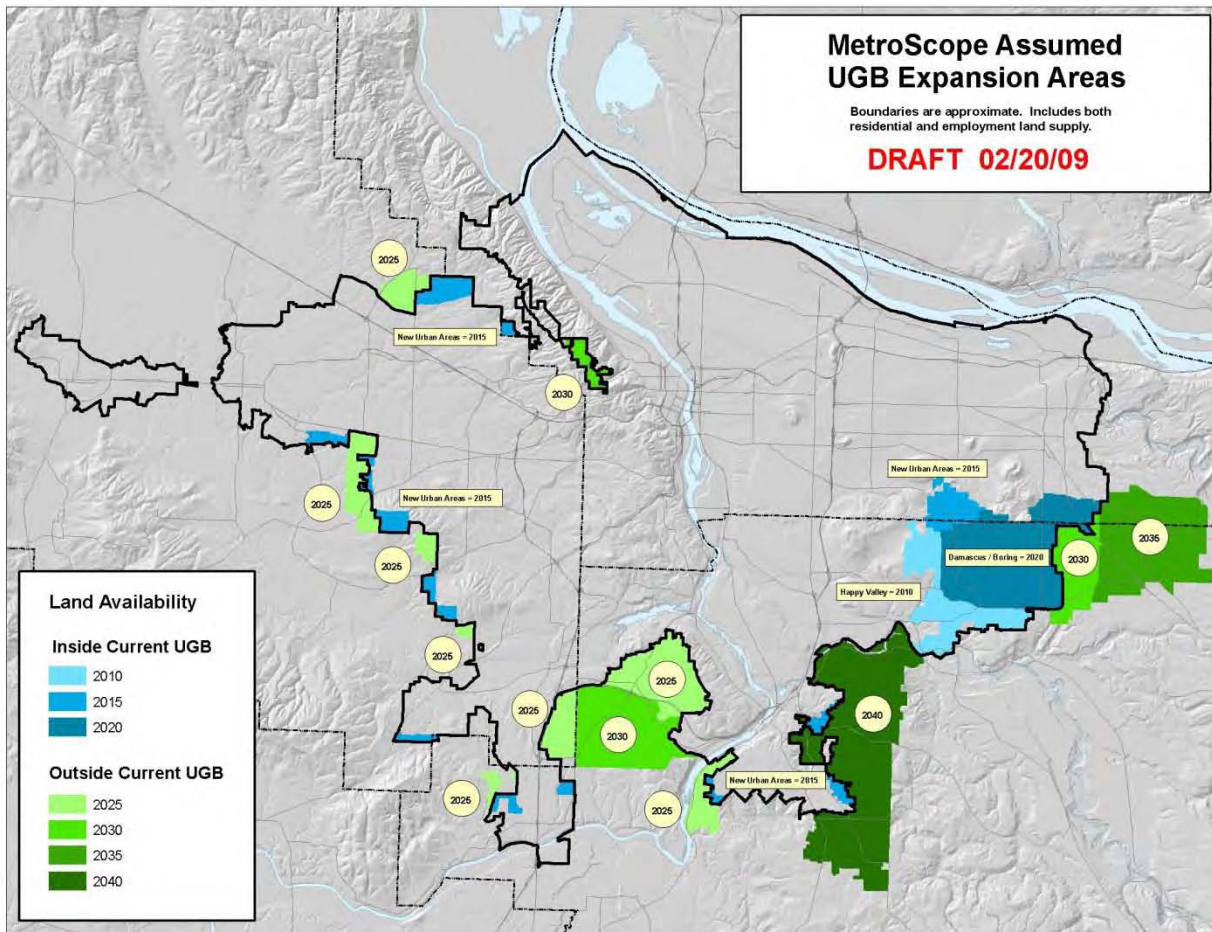 MetroScope Assumed
UGB Expansion Areas
Boundaries are approximate. Includes both
residential and employment land supply.
DRAFT 02/20/09
2025
New Urban Areas = 2015
2030
New Urban Areas = 2015
2025
New Urban Areas = 2015
2025
Damascus / Boring = 2020
2030
2035
Happy Valley = 2010
2025
2025
2025
2030
2040
2025
2025
New Urban Areas = 2015
Land Availability
Inside Current UGB
2010
2015
2020
Outside Current UGB
2025
2030
2035
2040